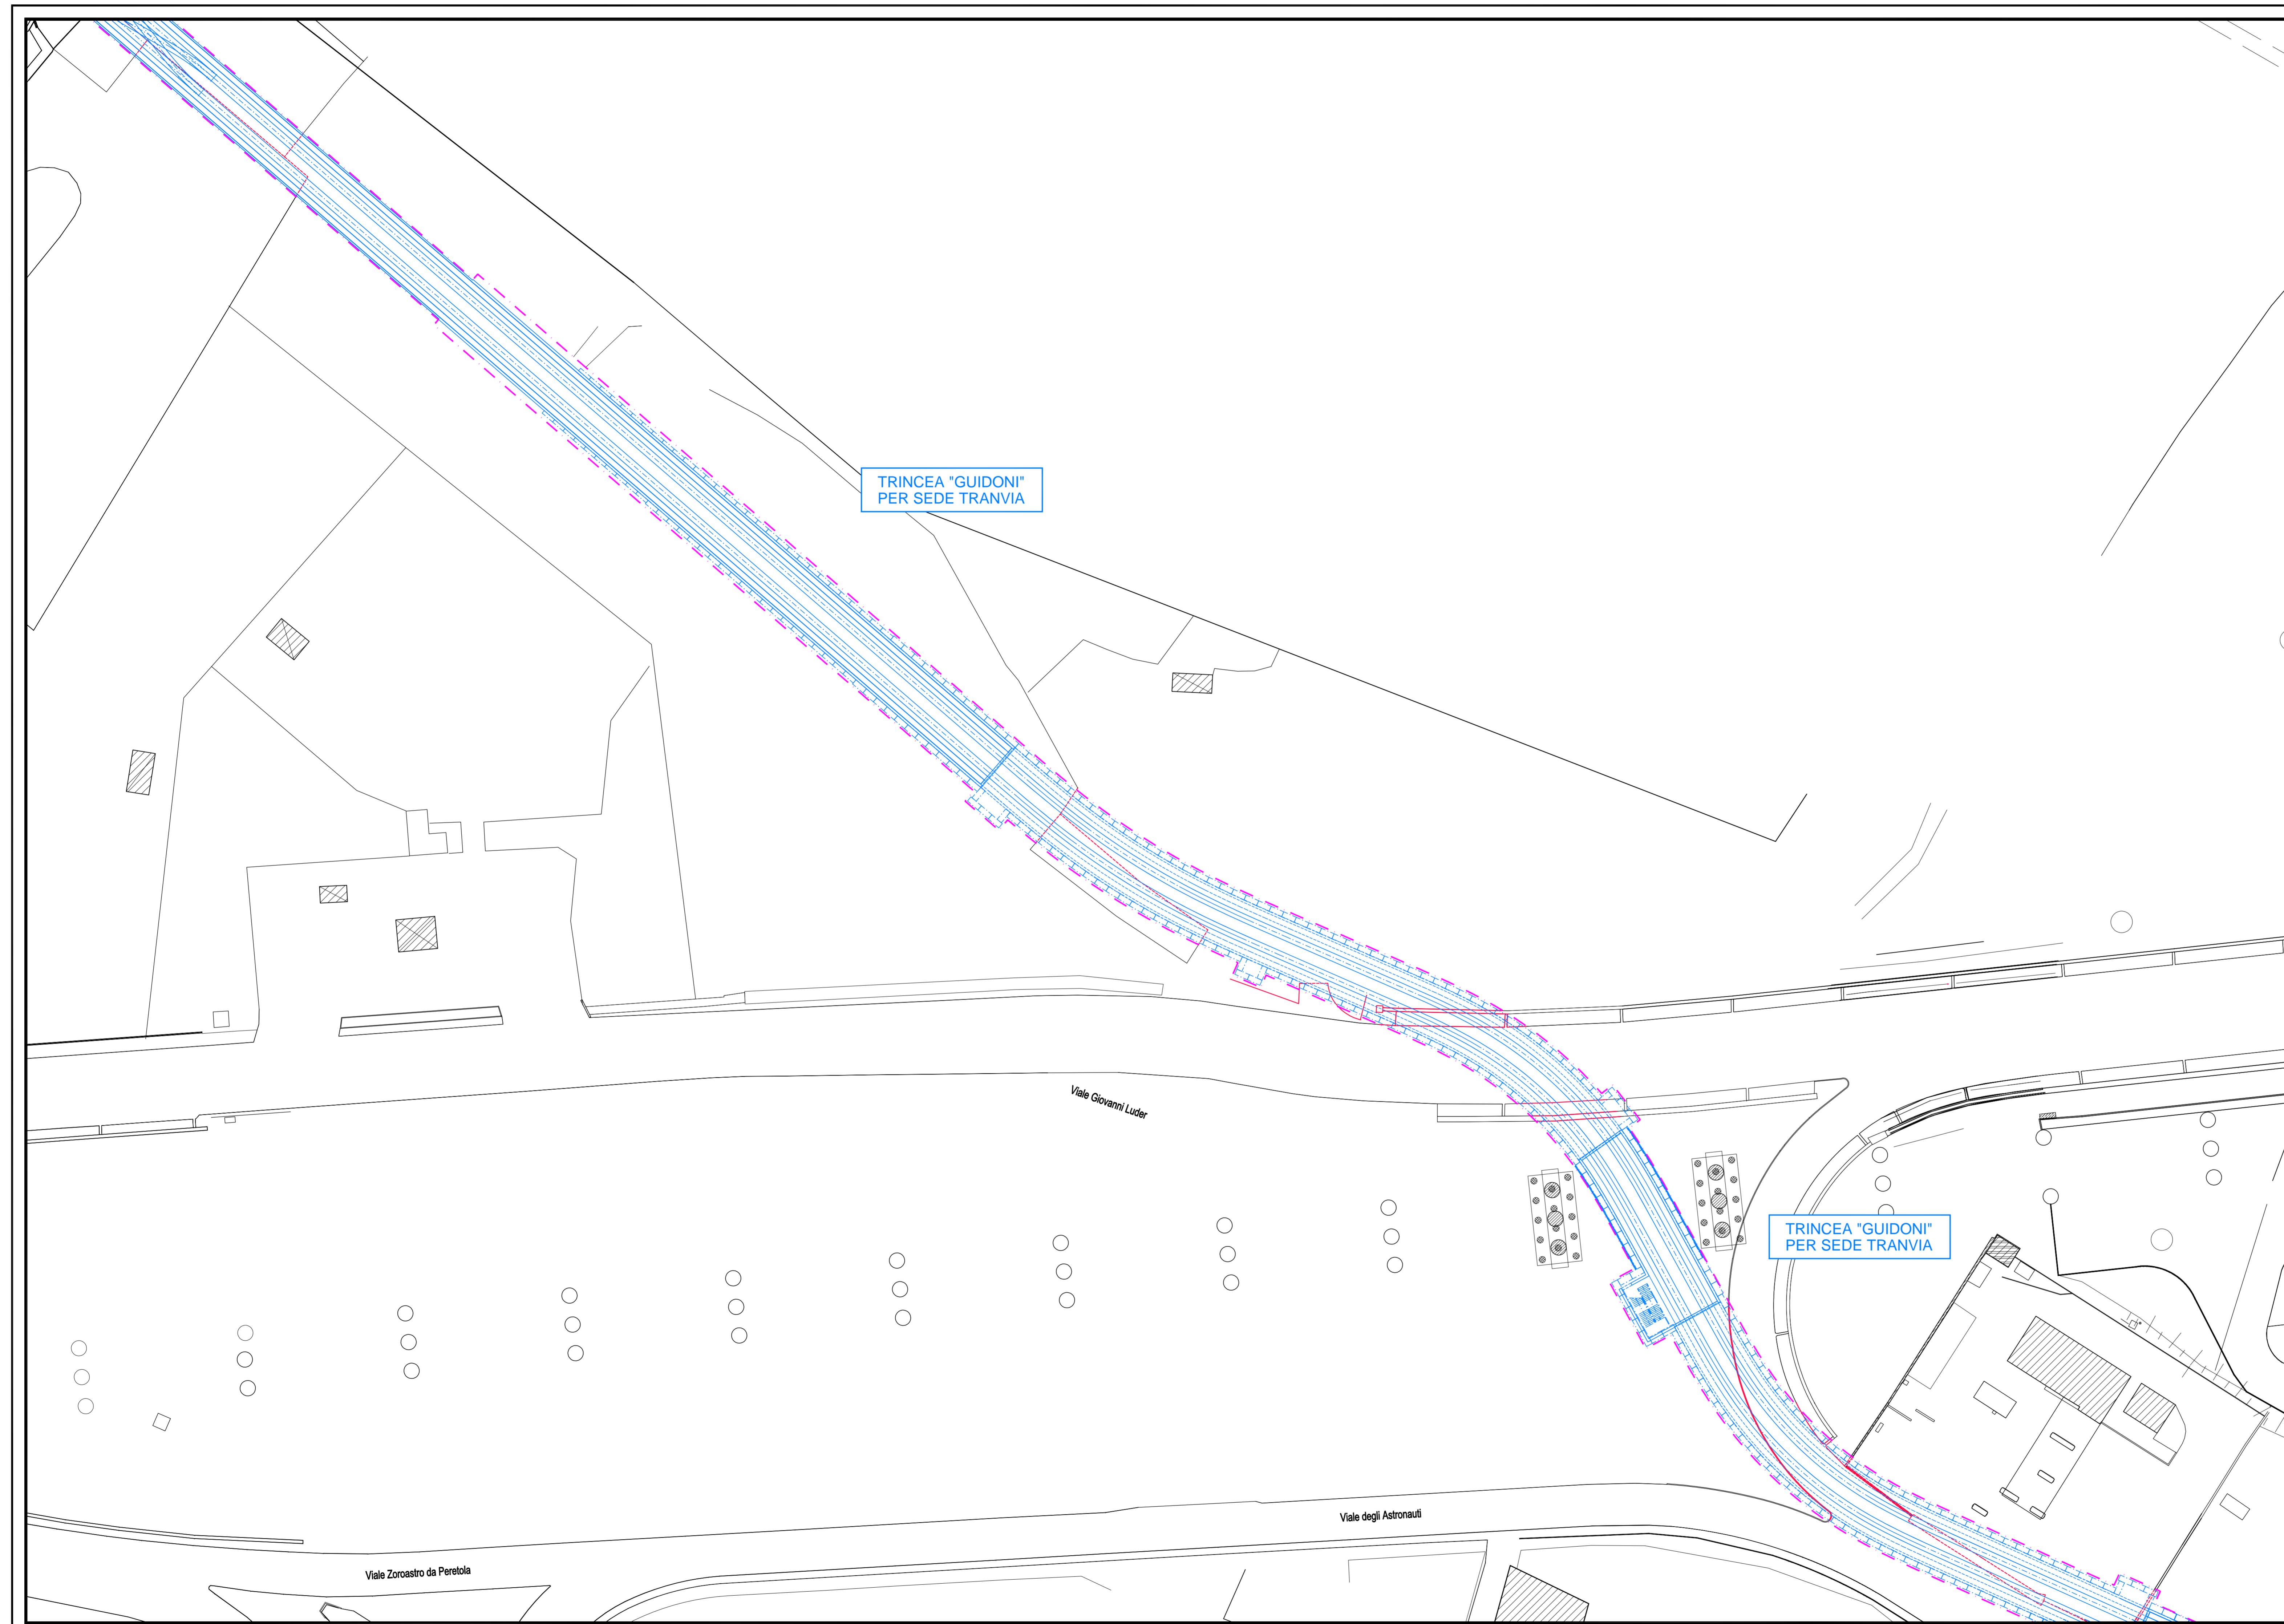 TRINCEA "GUIDONI"
PER SEDE TRANVIA
Viale Giovanni Luder
TRINCEA "GUIDONI"
PER SEDE TRANVIA
Viale degli Astronauti
Viale Zoroastro da Peretola